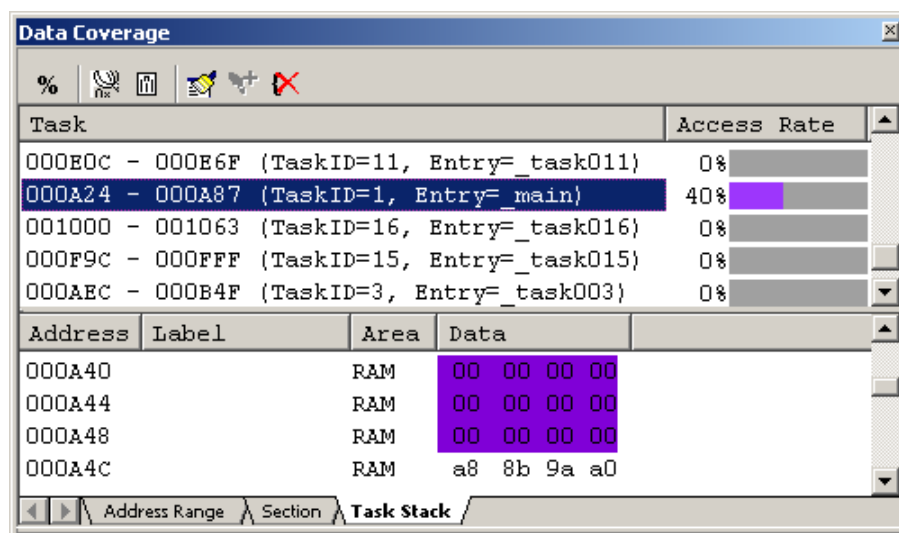 Data Coverage
%
Task Access Rate
000E0C - 000E6F (TaskID=11, Entry=_task011) 0%
000A24 - 000A87 (TaskID=1, Entry=_main) 40%
001000 - 001063 (TaskID=16, Entry=_task016) 0%
000F9C - 000FFF (TaskID=15, Entry=_task015) 0%
000AEC - 000B4F (TaskID=3, Entry=_task003) 0%
Address Label Area Data
000A40 RAM 00 00 00 00
000A44 RAM 00 00 00 00
000A48 RAM 00 00 00 00
000A4C RAM a8 8b 9a a0
Address Range Section Task Stack